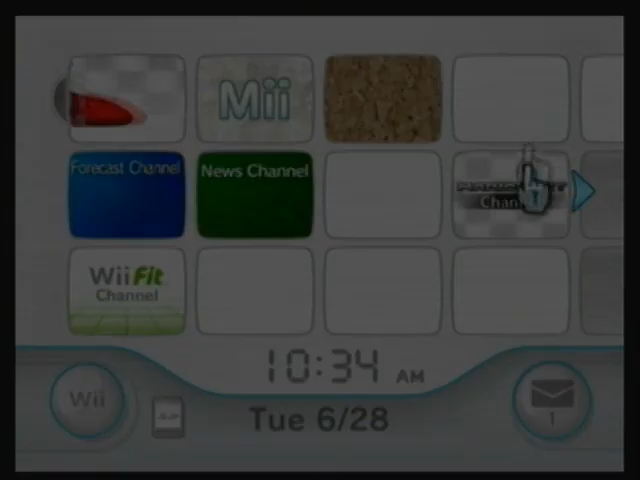 Mii
Forecast Channel
News Channel
Wii Fit
Channel
10:34 AM
Wii
Tue 6/28
1